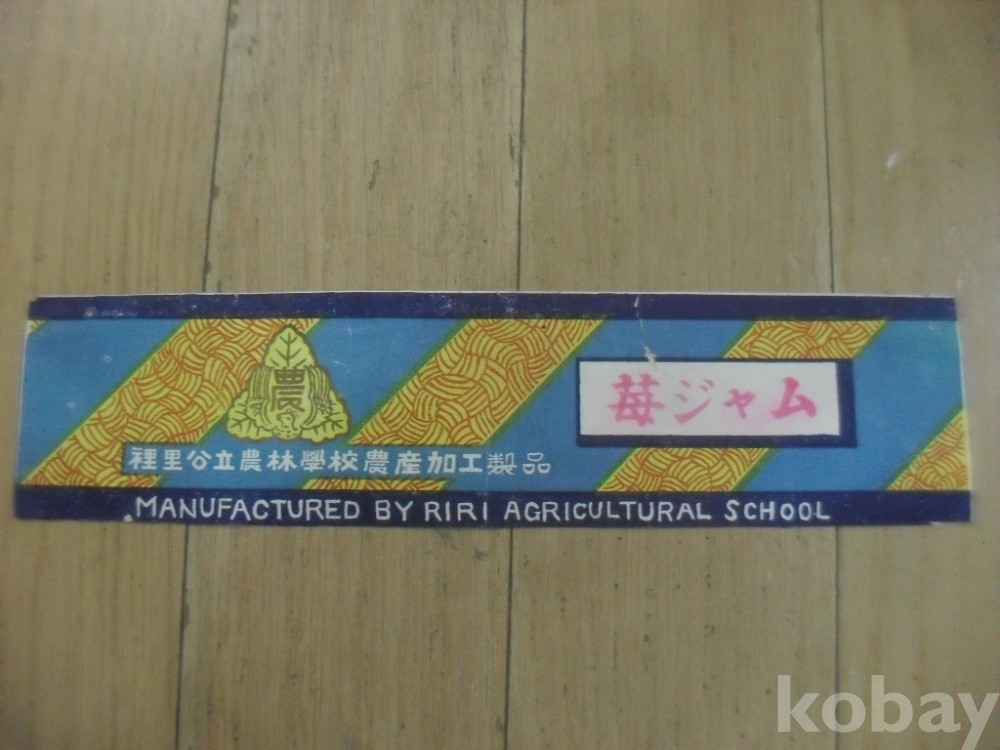 農
苺ジャム
裡里公立農林學校農産加工製品
MANUFACTURED BY RIRI AGRICULTURAL SCHOOL
kobay